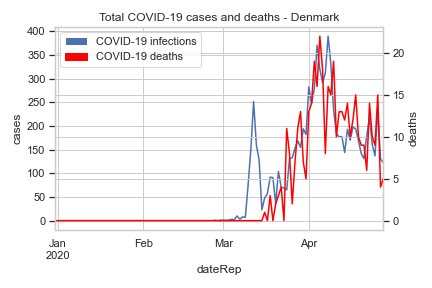 Total COVID-19 cases and deaths - Denmark
COVID-19 infections
COVID-19 deaths
400
350
300
250
200
150
100
50
0
cases
20
15
10
5
0
deaths
Jan Feb Mar Apr
2020
dateRep